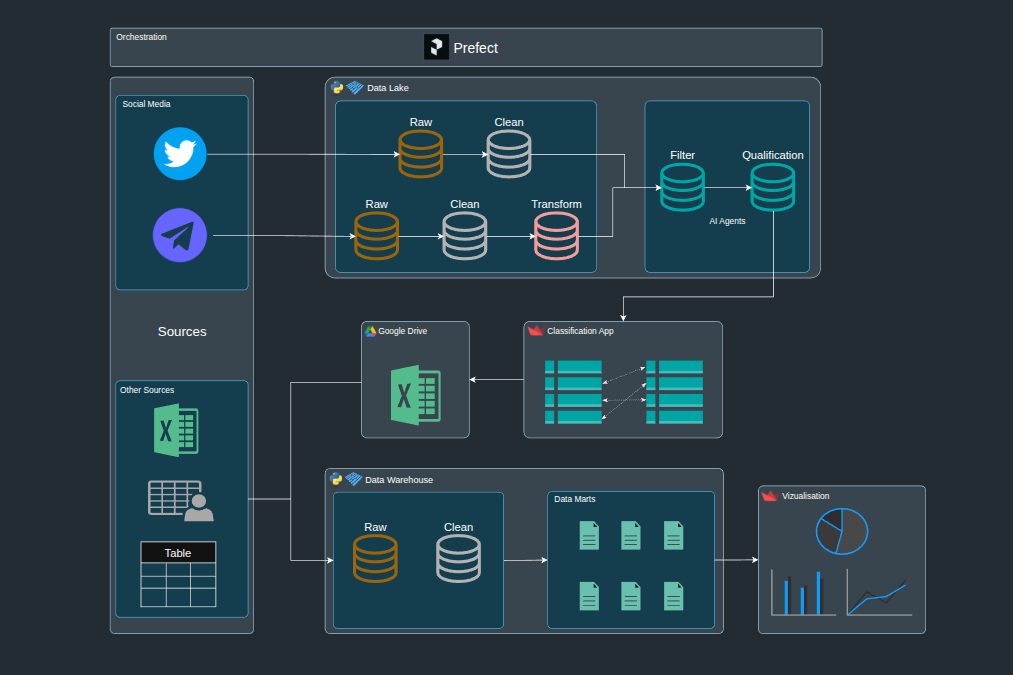 Orchestration
Prefect
Social Media
Sources
Other Sources
Table
Data Lake
Raw
Clean
Raw
Clean
Transform
Filter
Qualification
AI Agents
Google Drive
X
Classification App
X
Data Warehouse
Raw
Clean
Data Marts
Vizualisation